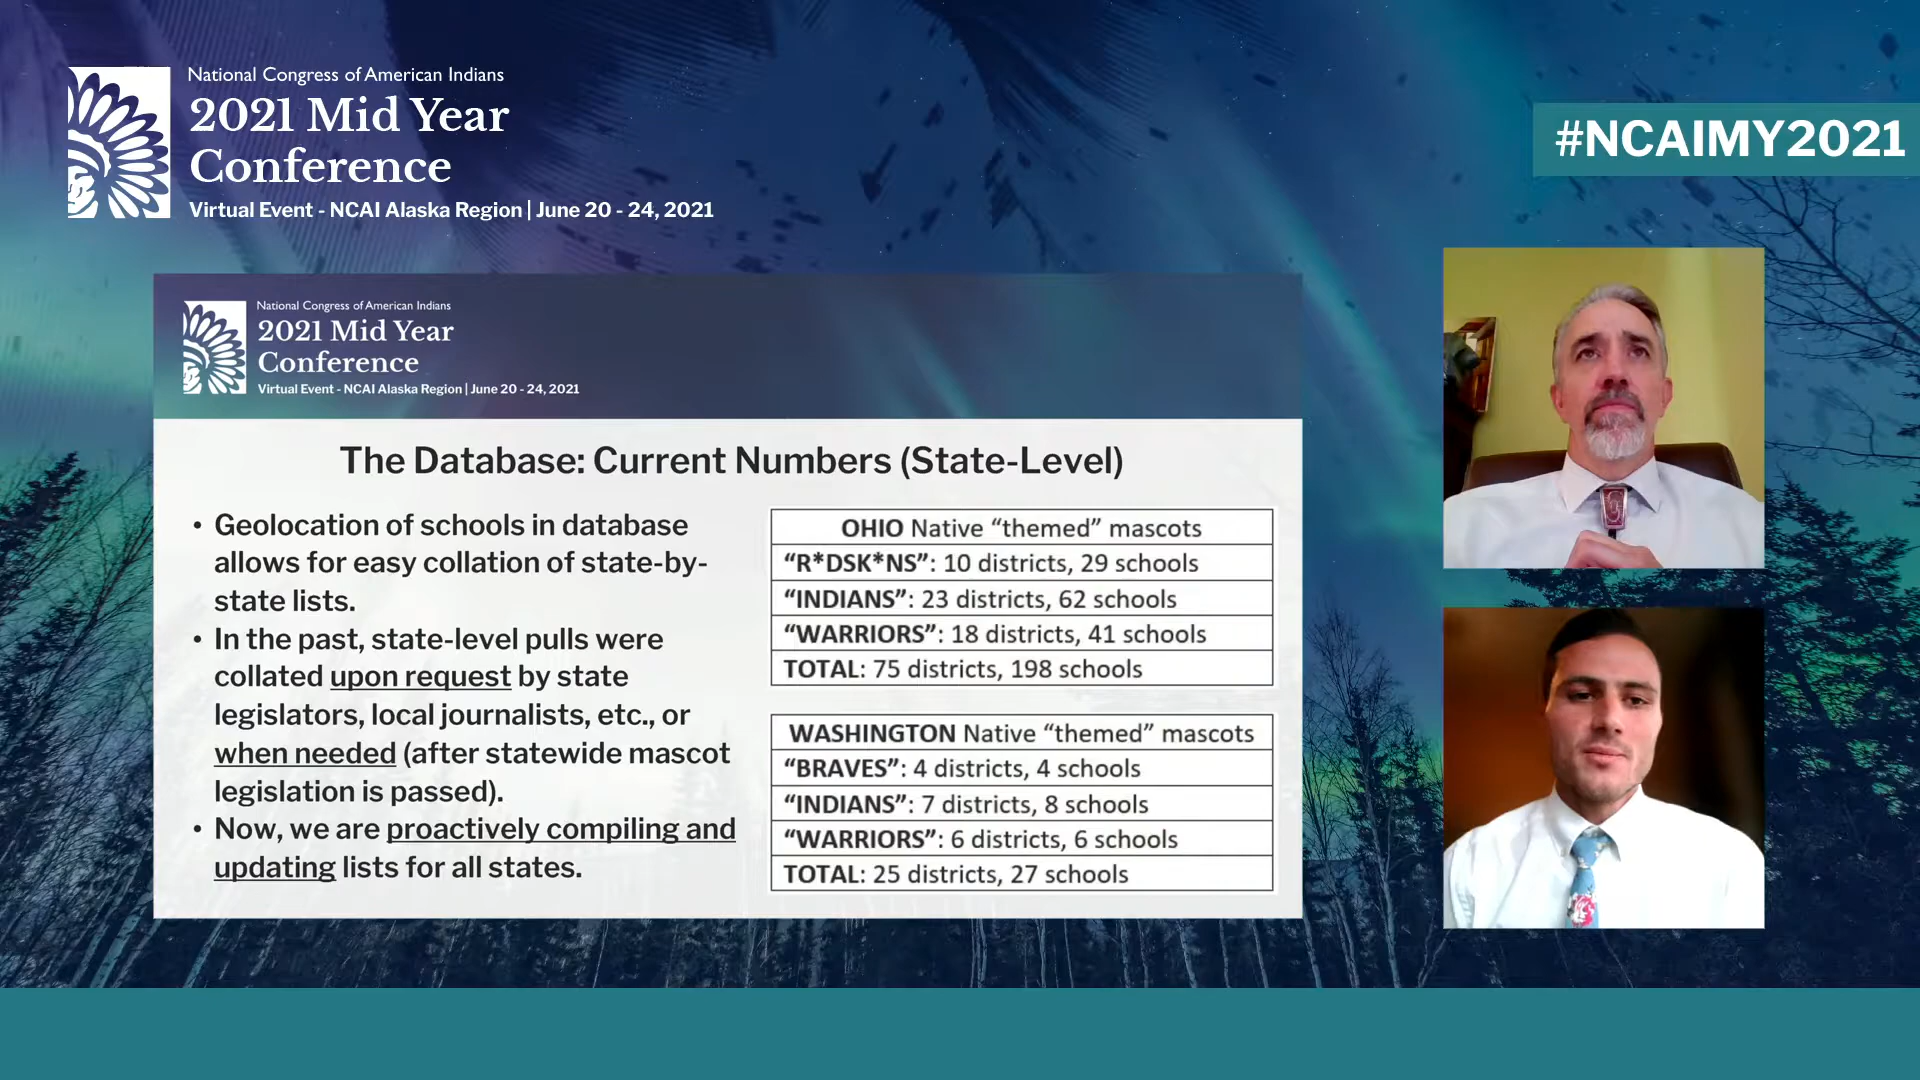 National Congress of American Indians
2021 Mid Year
Conference
Virtual Event - NCAI Alaska Region | June 20 - 24, 2021
#NCAIMY2021
National Congress of American Indians
2021 Mid Year
Conference
Virtual Event - NCAI Alaska Region | June 20 - 24, 2021
The Database: Current Numbers (State-Level)
• Geolocation of schools in database
allows for easy collation of state-by-
state lists.
• In the past, state-level pulls were
collated upon request by state
legislators, local journalists, etc., or
when needed (after statewide mascot
legislation is passed).
• Now, we are proactively compiling and
updating lists for all states.
OHIO Native “themed” mascots
“R*DSK*NS”: 10 districts, 29 schools
“INDIANS”: 23 districts, 62 schools
“WARRIORS”: 18 districts, 41 schools
TOTAL: 75 districts, 198 schools
WASHINGTON Native “themed” mascots
“BRAVES”: 4 districts, 4 schools
“INDIANS”: 7 districts, 8 schools
“WARRIORS”: 6 districts, 6 schools
TOTAL: 25 districts, 27 schools